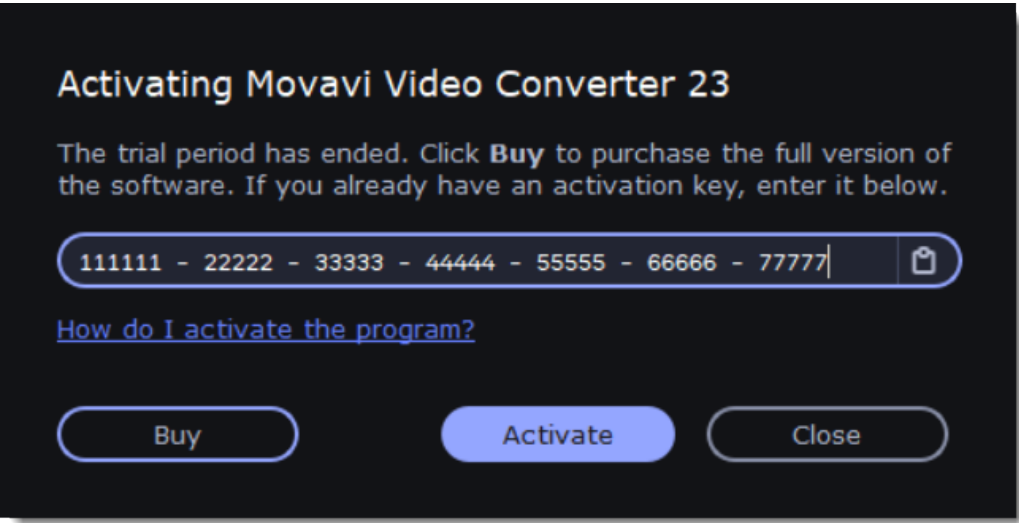 Activating Movavi Video Converter 23
The trial period has ended. Click Buy to purchase the full version of
the software. If you already have an activation key, enter it below.
111111 - 22222 - 33333 - 44444 - 55555 - 66666 - 77777
How do I activate the program?
Buy
Activate
Close